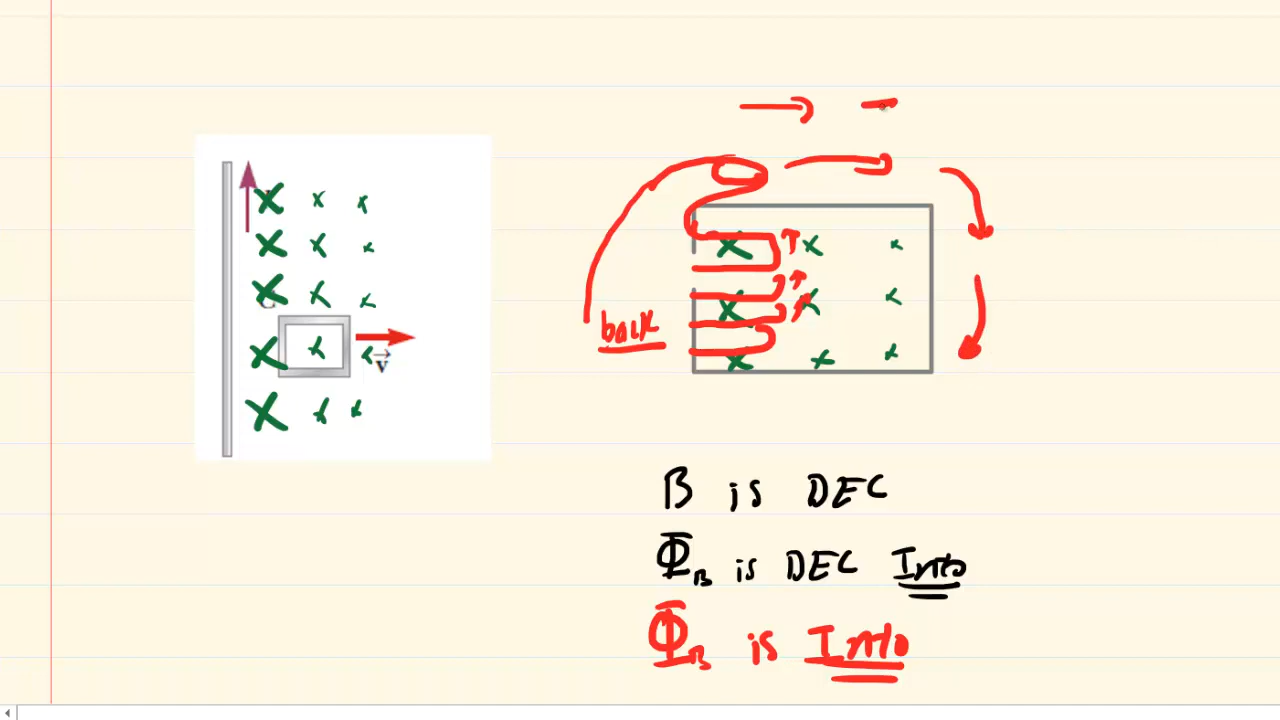 v
back
B is DEC
Φ_B is DEC Into
Φ_B is Into